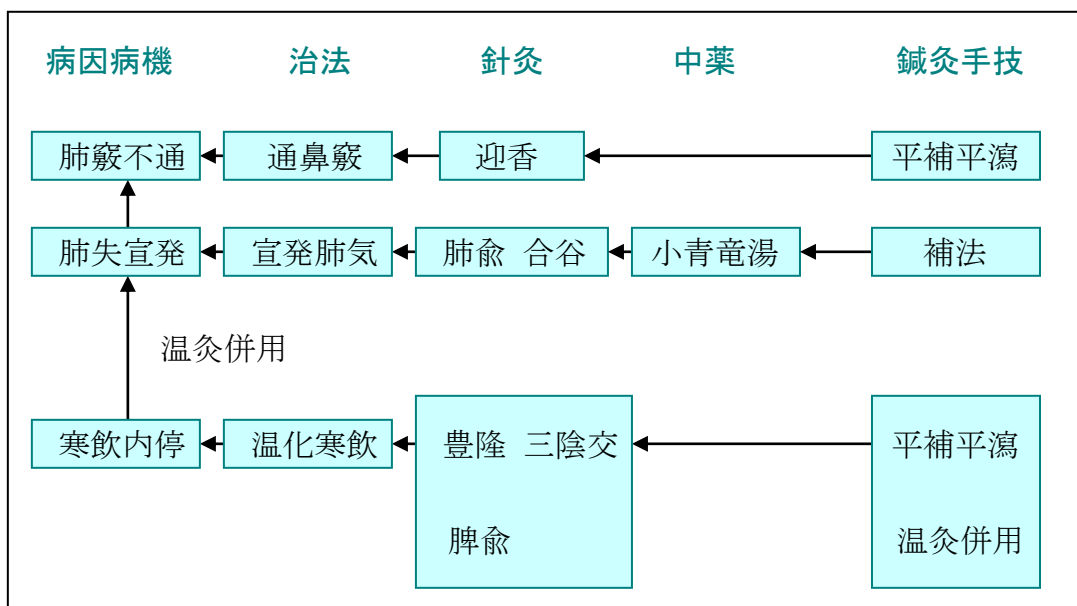 病因病機 治法 針灸 中薬 鍼灸手技
肺竅不通 通鼻竅 迎香 平補平瀉
肺失宣発 宣発肺気 肺兪 合谷 小青竜湯 補法
温灸併用
寒飲内停 温化寒飲 豊隆 三陰交 平補平瀉
脾兪 温灸併用